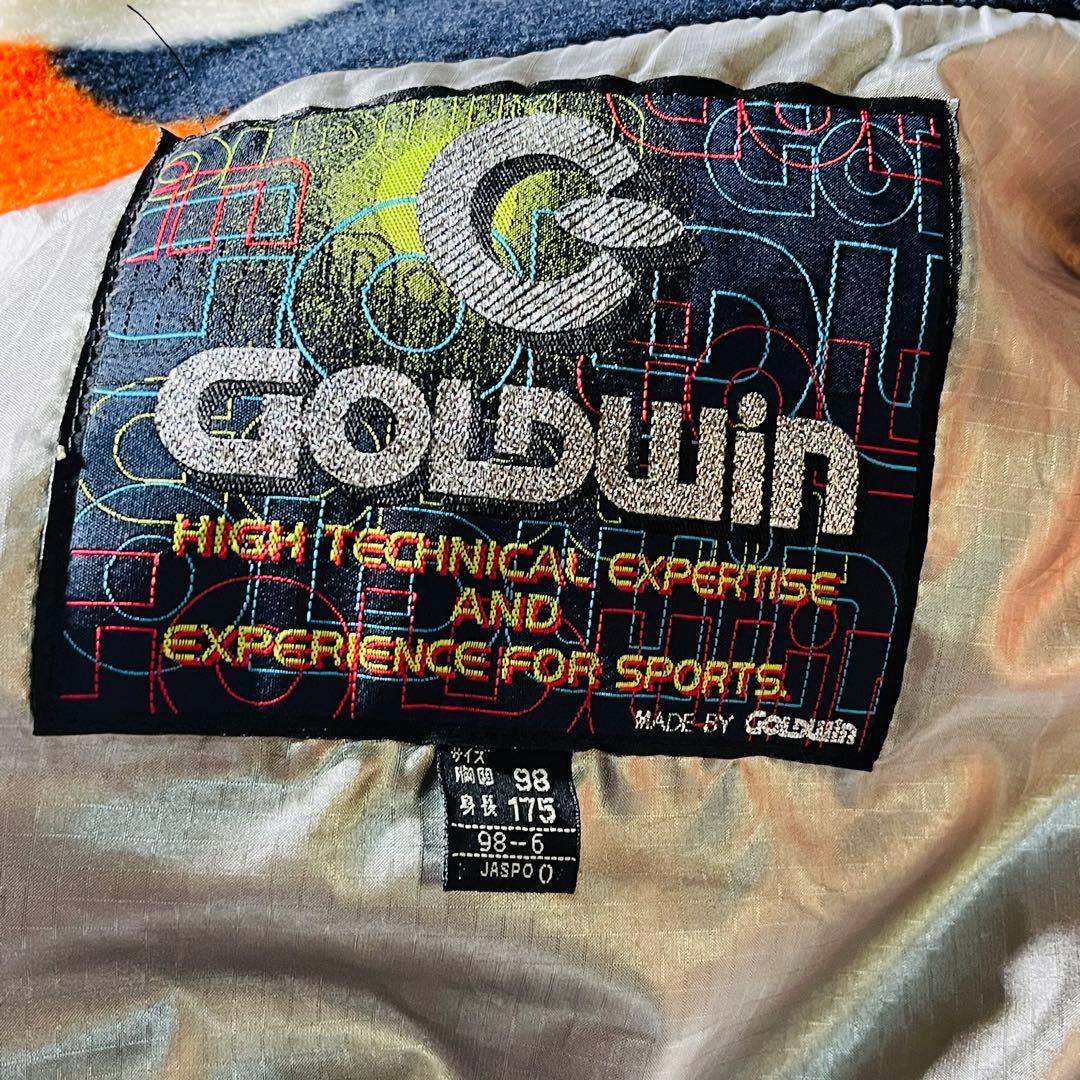 GOLDWIN
HIGH TECHNICAL EXPERTISE
AND
EXPERIENCE FOR SPORTS.
MADE BY GOLDWIN
サイズ
胸囲 98
身長 175
98--6
JASPO ()